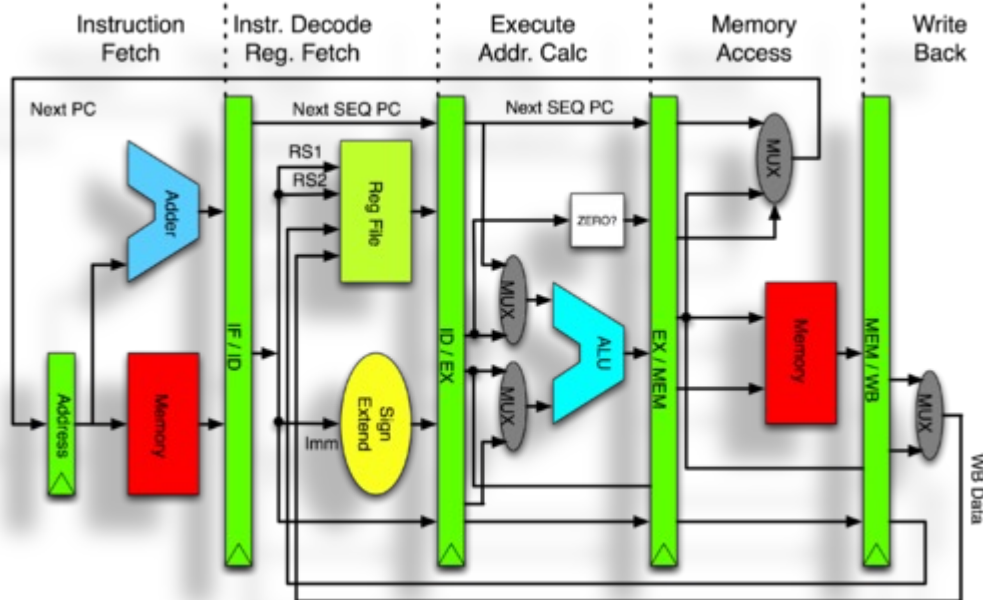 Instruction
Fetch
Instr. Decode
Reg. Fetch
Execute
Addr. Calc
Memory
Access
Write
Back
Next PC
Next SEQ PC
Next SEQ PC
RS1
RS2
Adder
Reg File
ZERO?
MUX
MUX
MUX
MUX
IF / ID
ID / EX
EX / MEM
MEM / WB
ALU
Address
Memory
Sign
Extend
Imm
Memory
WB Data